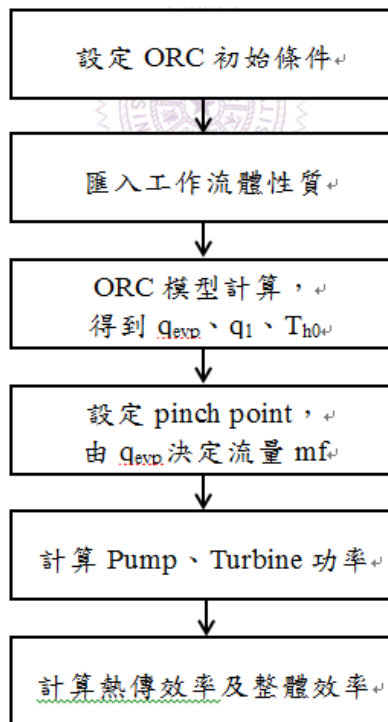 設定 ORC 初始條件
匯入工作流體性質
ORC 模型計算，
得到 qevp、q1、Th0
設定 pinch point，
由 qevp 決定流量 mf
計算 Pump、Turbine 功率
計算熱傳效率及整體效率